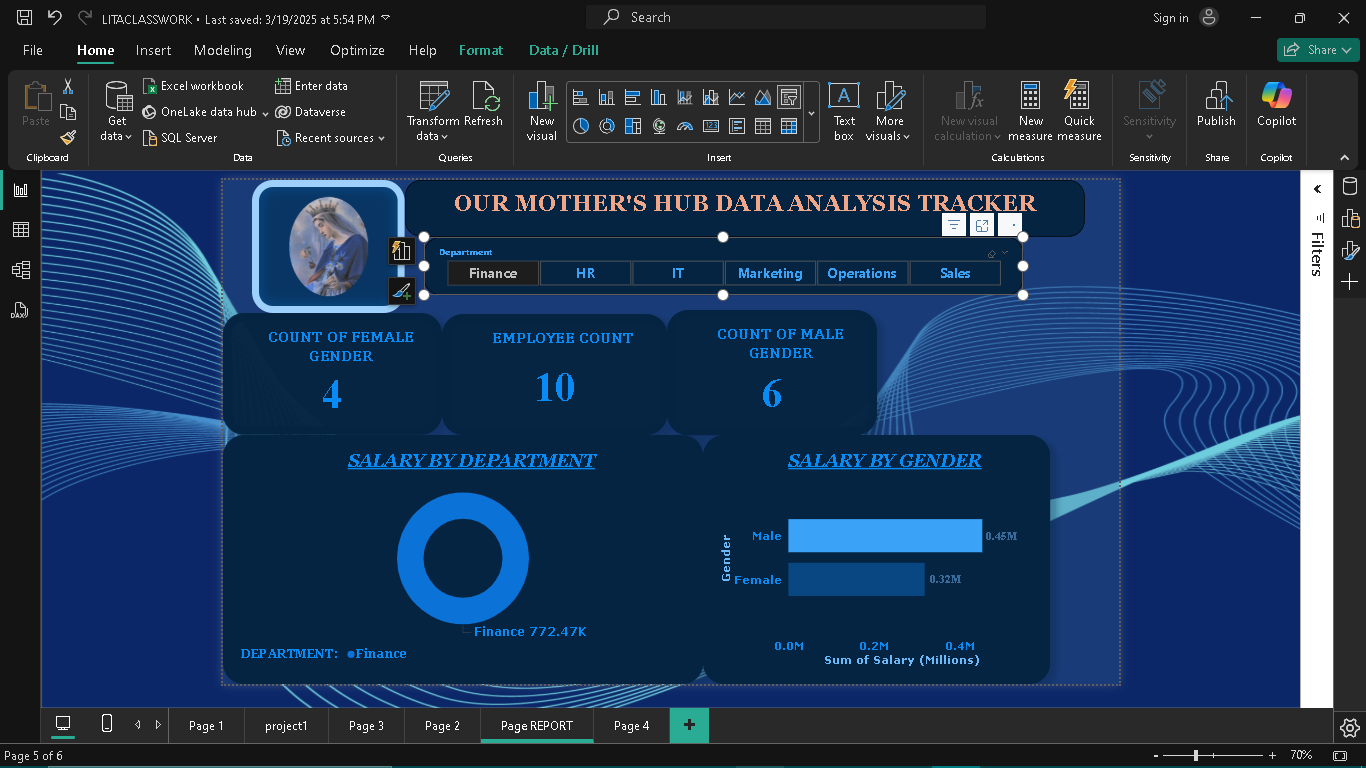 LITACLASSWORK • Last saved: 3/19/2025 at 5:54 PM
Search
Sign in
File Home Insert Modeling View Optimize Help Format Data / Drill
Share
Paste
Clipboard
Get data
Excel workbook
OneLake data hub
SQL Server
Enter data
Dataverse
Recent sources
Data
Transform data
Refresh
Queries
New visual
Text box
More visuals
Insert
New visual calculation
New measure
Quick measure
Calculations
Sensitivity
Sensitivity
Publish
Share
Copilot
Copilot
OUR MOTHER'S HUB DATA ANALYSIS TRACKER
Department
Finance HR IT Marketing Operations Sales
COUNT OF FEMALE
GENDER
4
EMPLOYEE COUNT
10
COUNT OF MALE
GENDER
6
SALARY BY DEPARTMENT
Finance 772.47K
DEPARTMENT: Finance
SALARY BY GENDER
Gender
Male 0.45M
Female 0.32M
0.0M 0.2M 0.4M
Sum of Salary (Millions)
Filters
Page 1 project1 Page 3 Page 2 Page REPORT Page 4 +
Page 5 of 6
- + 70%